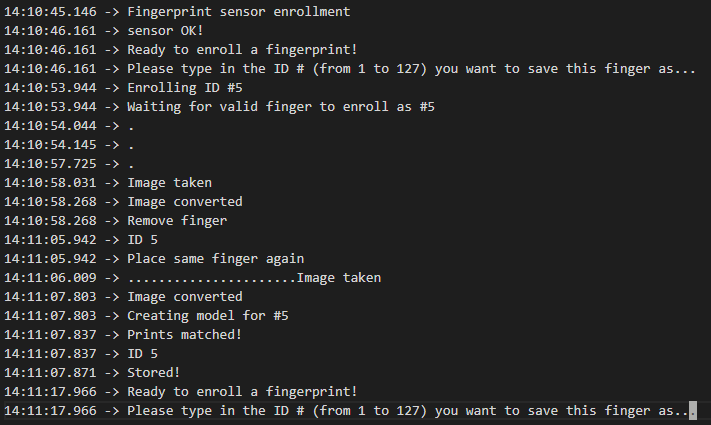 14:10:45.146 -> Fingerprint sensor enrollment
14:10:46.161 -> sensor OK!
14:10:46.161 -> Ready to enroll a fingerprint!
14:10:46.161 -> Please type in the ID # (from 1 to 127) you want to save this finger as...
14:10:53.944 -> Enrolling ID #5
14:10:53.944 -> Waiting for valid finger to enroll as #5
14:10:54.044 -> .
14:10:54.145 -> .
14:10:57.725 -> .
14:10:58.031 -> Image taken
14:10:58.268 -> Image converted
14:10:58.268 -> Remove finger
14:11:05.942 -> ID 5
14:11:05.942 -> Place same finger again
14:11:06.009 -> ......................Image taken
14:11:07.803 -> Image converted
14:11:07.803 -> Creating model for #5
14:11:07.837 -> Prints matched!
14:11:07.837 -> ID 5
14:11:07.871 -> Stored!
14:11:17.966 -> Ready to enroll a fingerprint!
14:11:17.966 -> Please type in the ID # (from 1 to 127) you want to save this finger as...